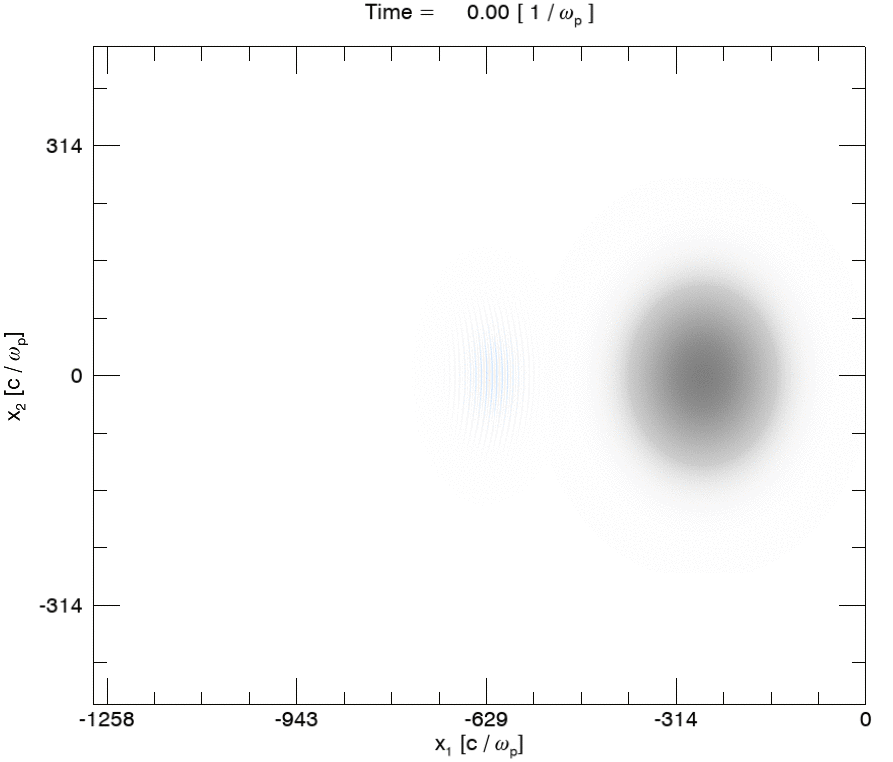 Time = 0.00 [ 1 / ωp ]
314
0
-314
x2 [c / ωp]
-1258 -943 -629 -314 0
x1 [c / ωp]